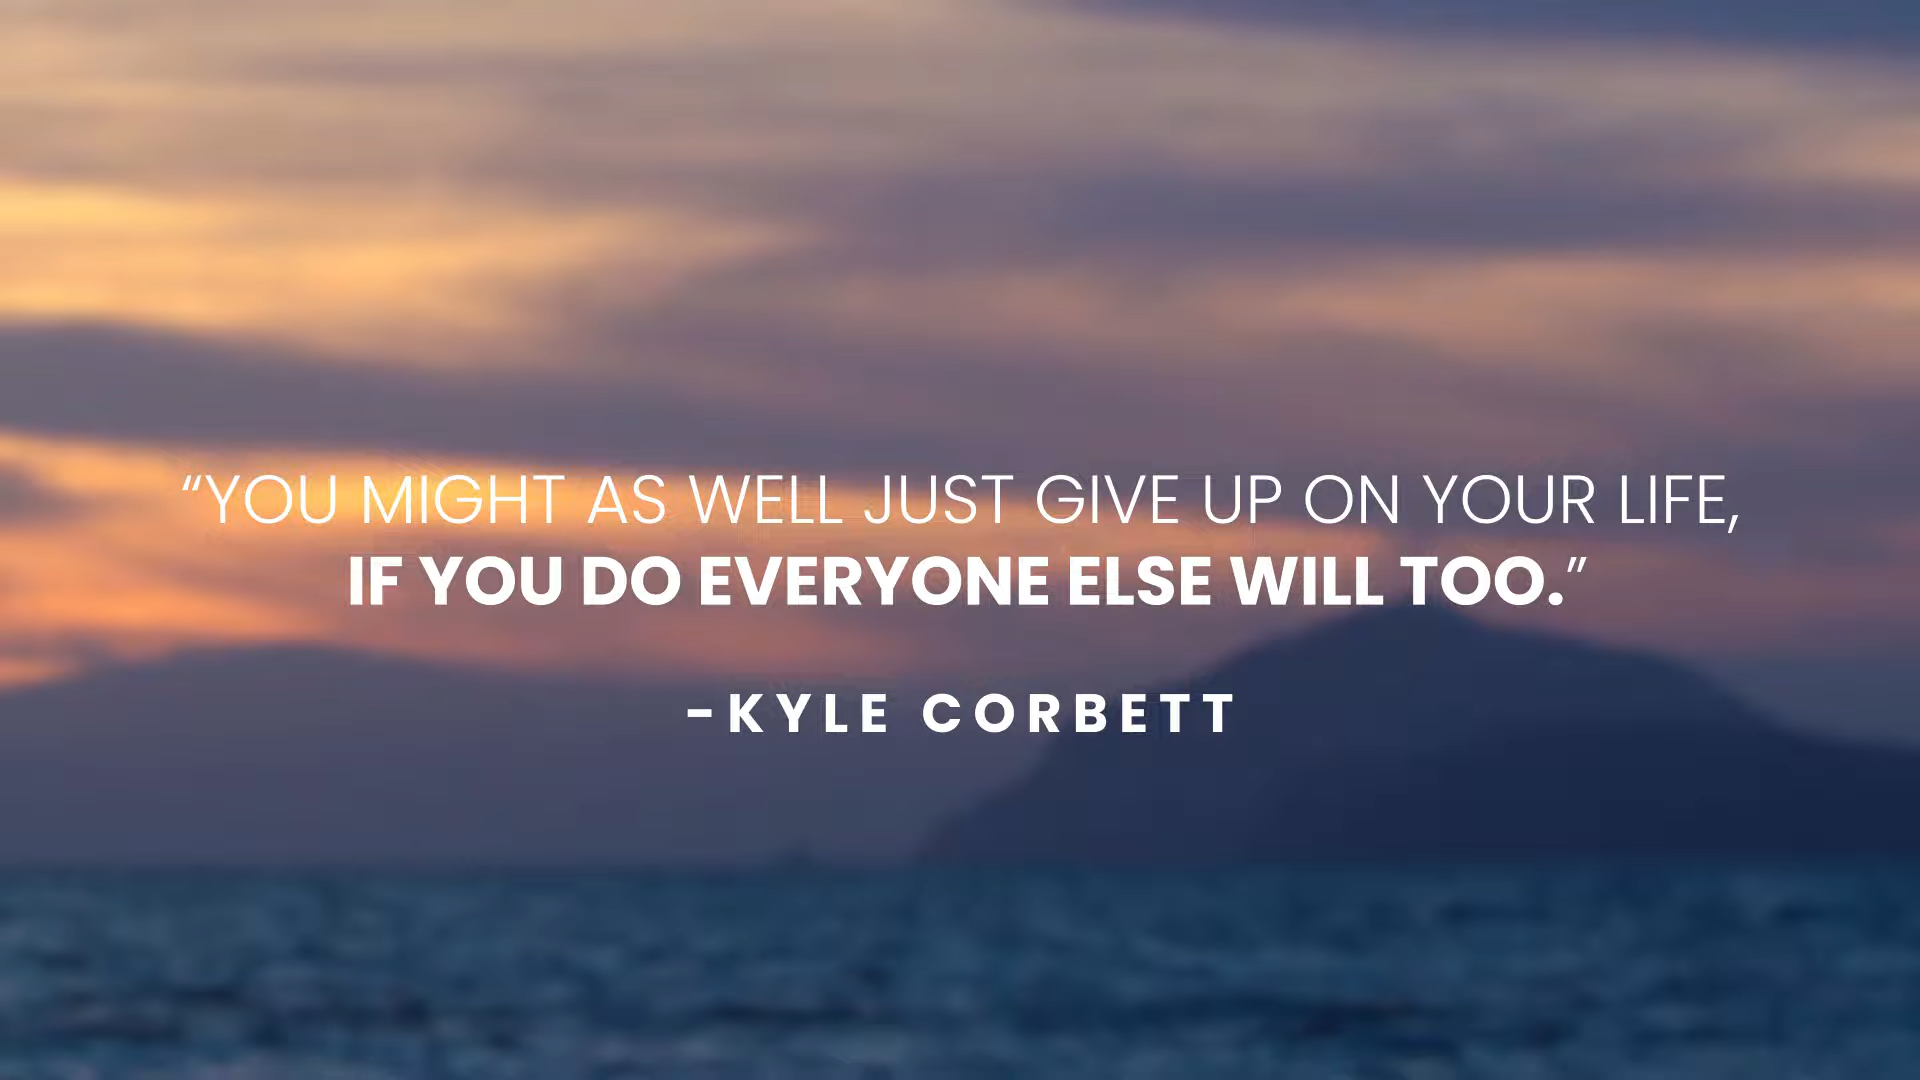 “YOU MIGHT AS WELL JUST GIVE UP ON YOUR LIFE,
IF YOU DO EVERYONE ELSE WILL TOO.”
-KYLE CORBETT